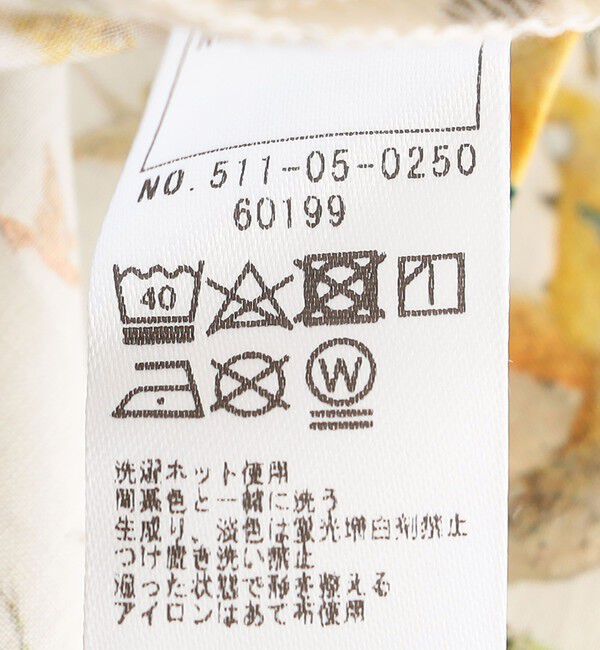 NO. 511-05-0250
60199
40
W
洗濯ネット使用
同系色と一緒に洗う
生成り、淡色は蛍光増白剤禁止
つけ置き洗い禁止
湿った状態で形を整える
アイロンはあて布使用